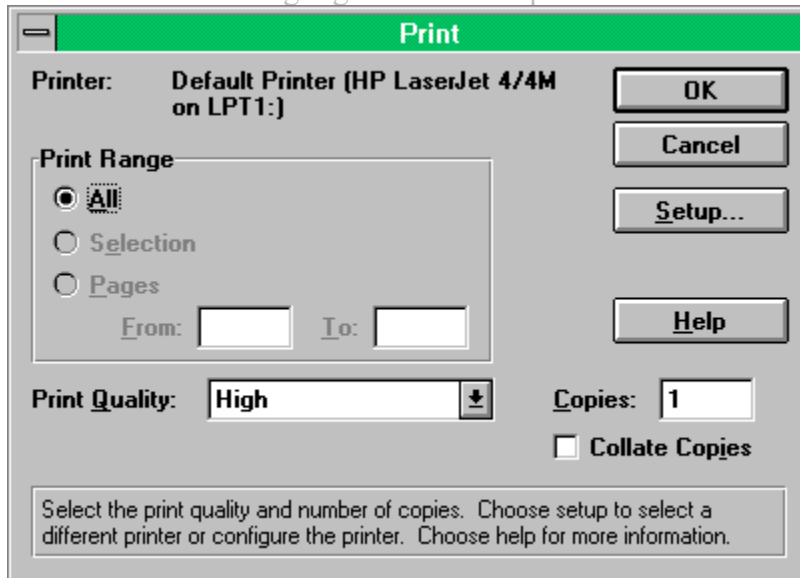 Print
Printer: Default Printer (HP LaserJet 4/4M
on LPT1:)
OK
Cancel
Setup...
Help
Print Range
All
Selection
Pages
From: To:
Print Quality: High
Copies: 1
Collate Copies
Select the print quality and number of copies. Choose setup to select a
different printer or configure the printer. Choose help for more information.